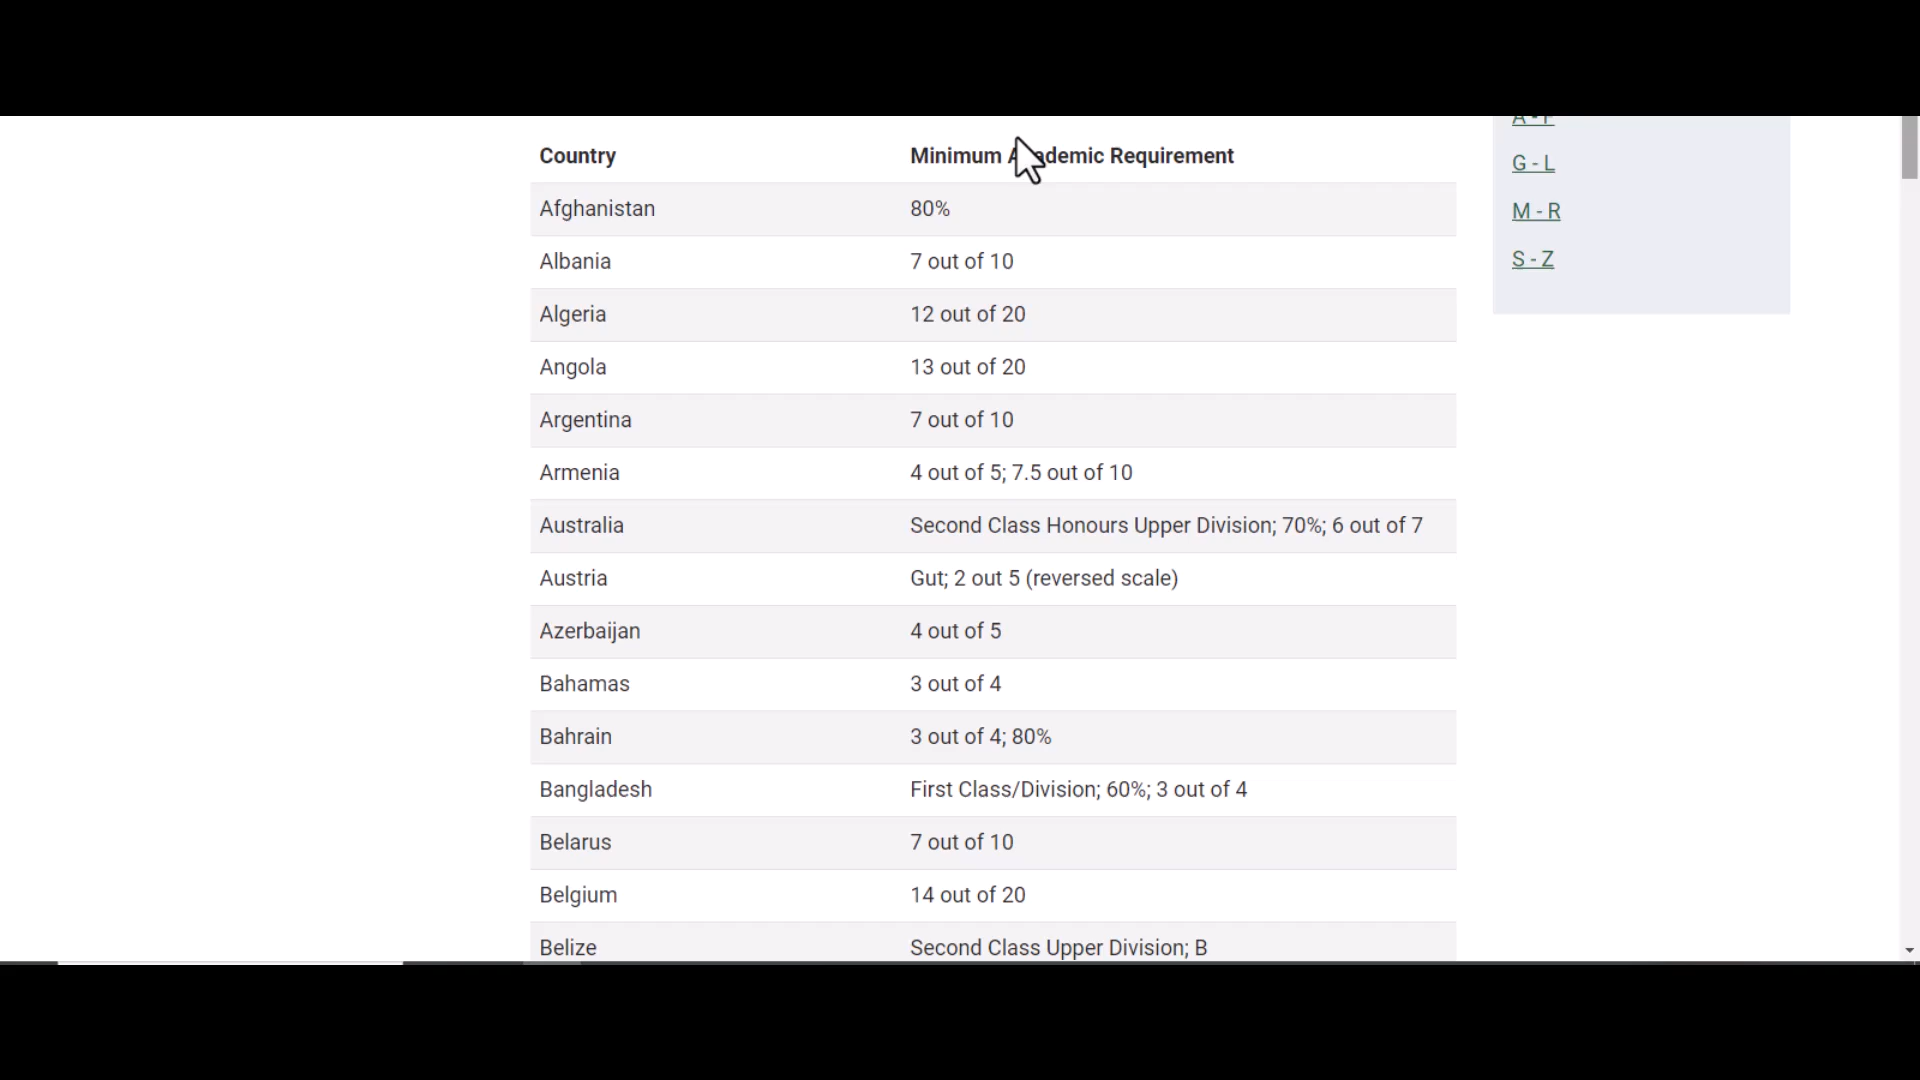 Country Minimum Academic Requirement
Afghanistan 80%
Albania 7 out of 10
Algeria 12 out of 20
Angola 13 out of 20
Argentina 7 out of 10
Armenia 4 out of 5; 7.5 out of 10
Australia Second Class Honours Upper Division; 70%; 6 out of 7
Austria Gut; 2 out 5 (reversed scale)
Azerbaijan 4 out of 5
Bahamas 3 out of 4
Bahrain 3 out of 4; 80%
Bangladesh First Class/Division; 60%; 3 out of 4
Belarus 7 out of 10
Belgium 14 out of 20
Belize Second Class Upper Division; B
A - F
G - L
M - R
S - Z